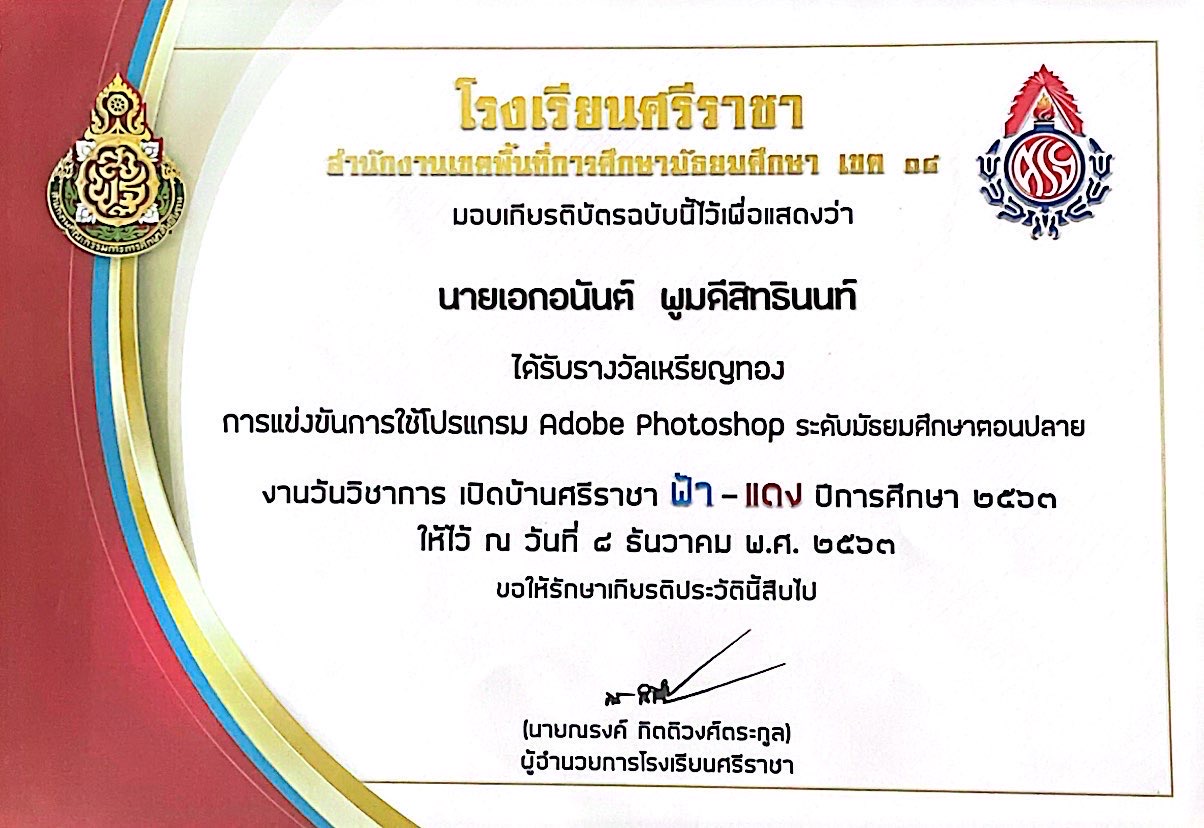 โรงเรียนศรีราชา
สำนักงานเขตพื้นที่การศึกษามัธยมศึกษา เขต ๑๘
มอบเกียรติบัตรฉบับนี้ไว้เพื่อแสดงว่า
นายเอกอนันต์ พูมดีสิทธินนท์
ได้รับรางวัลเหรียญทอง
การแข่งขันการใช้โปรแกรม Adobe Photoshop ระดับมัธยมศึกษาตอนปลาย
งานวันวิชาการ เปิดบ้านศรีราชา ฟ้า - แดง ปีการศึกษา ๒๕๖๓
ให้ไว้ ณ วันที่ ๘ ธันวาคม พ.ศ. ๒๕๖๓
ขอให้รักษาเกียรติประวัตินี้สืบไป
(นายณรงค์ กิตติวงศ์ตระกูล)
ผู้อำนวยการโรงเรียนศรีราชา